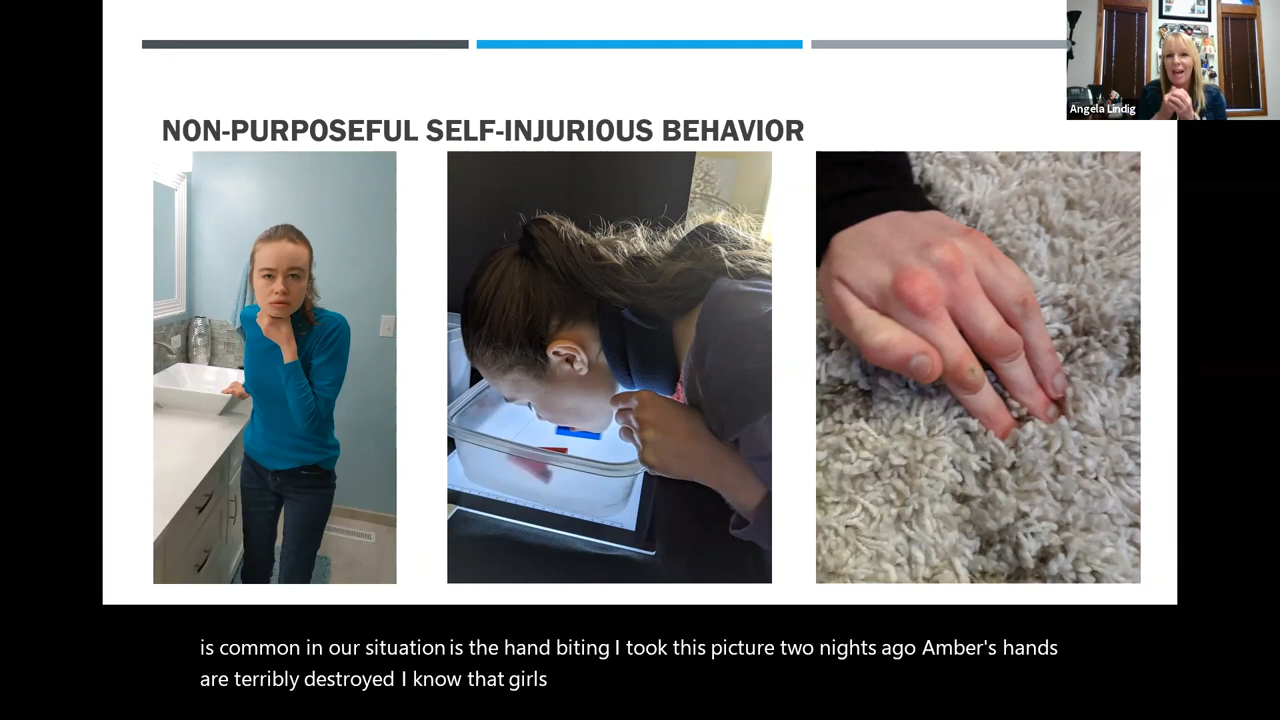 Angela Lindig
NON-PURPOSEFUL SELF-INJURIOUS BEHAVIOR
is common in our situation is the hand biting I took this picture two nights ago Amber's hands
are terribly destroyed I know that girls